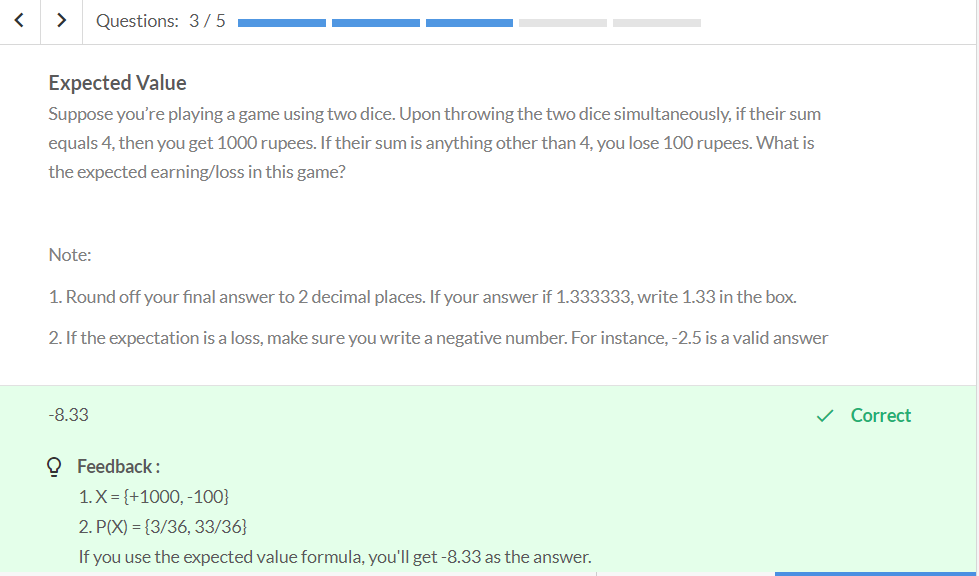 Questions: 3 / 5
Expected Value
Suppose you’re playing a game using two dice. Upon throwing the two dice simultaneously, if their sum
equals 4, then you get 1000 rupees. If their sum is anything other than 4, you lose 100 rupees. What is
the expected earning/loss in this game?
Note:
1. Round off your final answer to 2 decimal places. If your answer if 1.333333, write 1.33 in the box.
2. If the expectation is a loss, make sure you write a negative number. For instance, -2.5 is a valid answer
-8.33
Correct
Feedback :
1. X = {+1000, -100}
2. P(X) = {3/36, 33/36}
If you use the expected value formula, you'll get -8.33 as the answer.